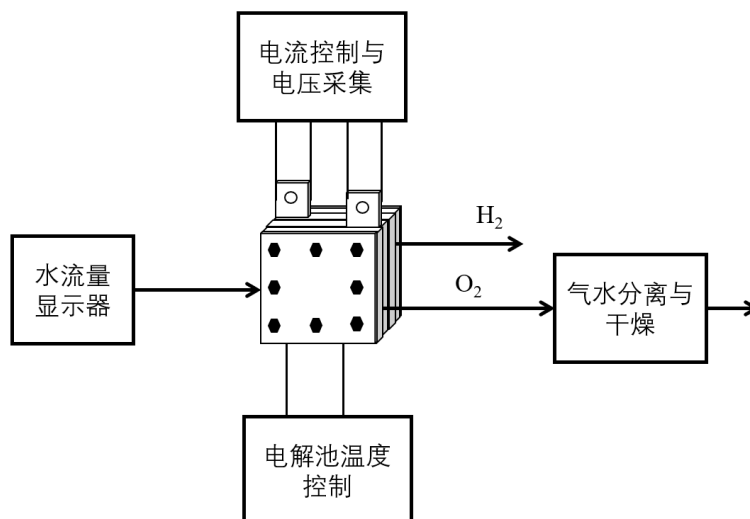 电流控制与
电压采集
水流量
显示器
H₂
O₂
气水分离与
干燥
电解池温度
控制